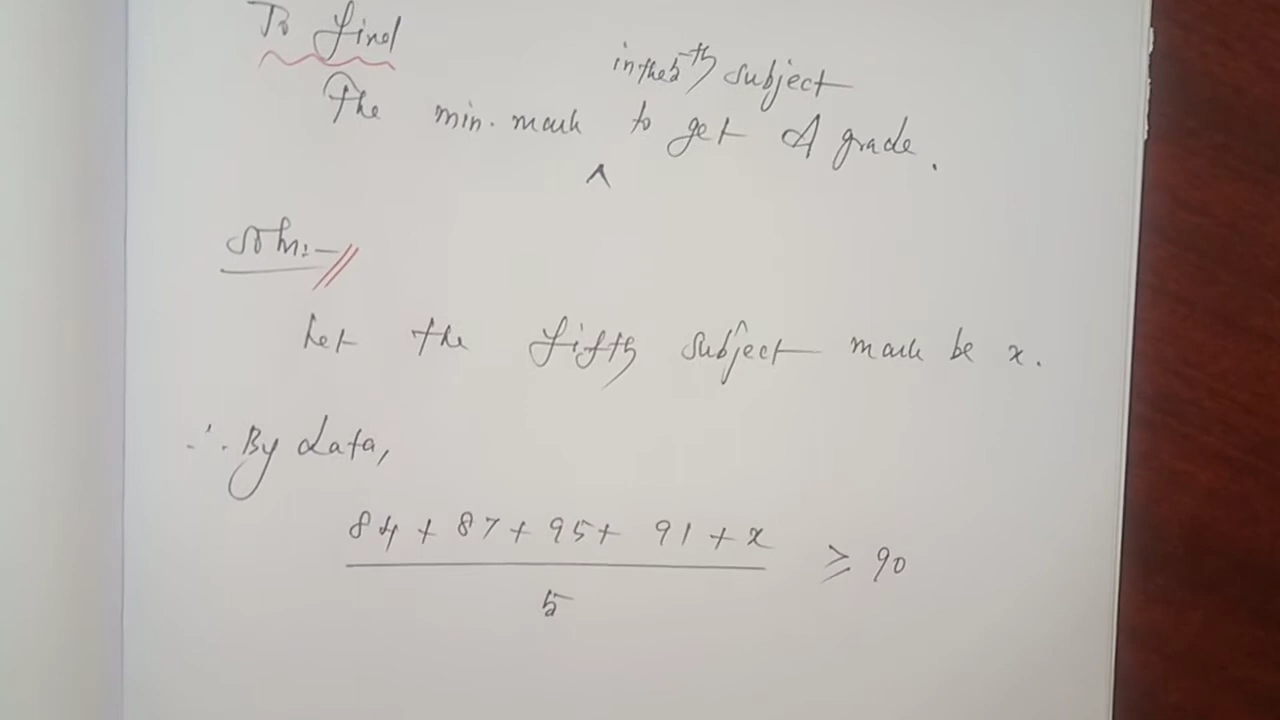 To find
in the 5th subject
The min. mark ^ to get A grade.
Soln:-
Let the fifth subject mark be x.
∴ By data,
84 + 87 + 95 + 91 + x
≥ 90
5